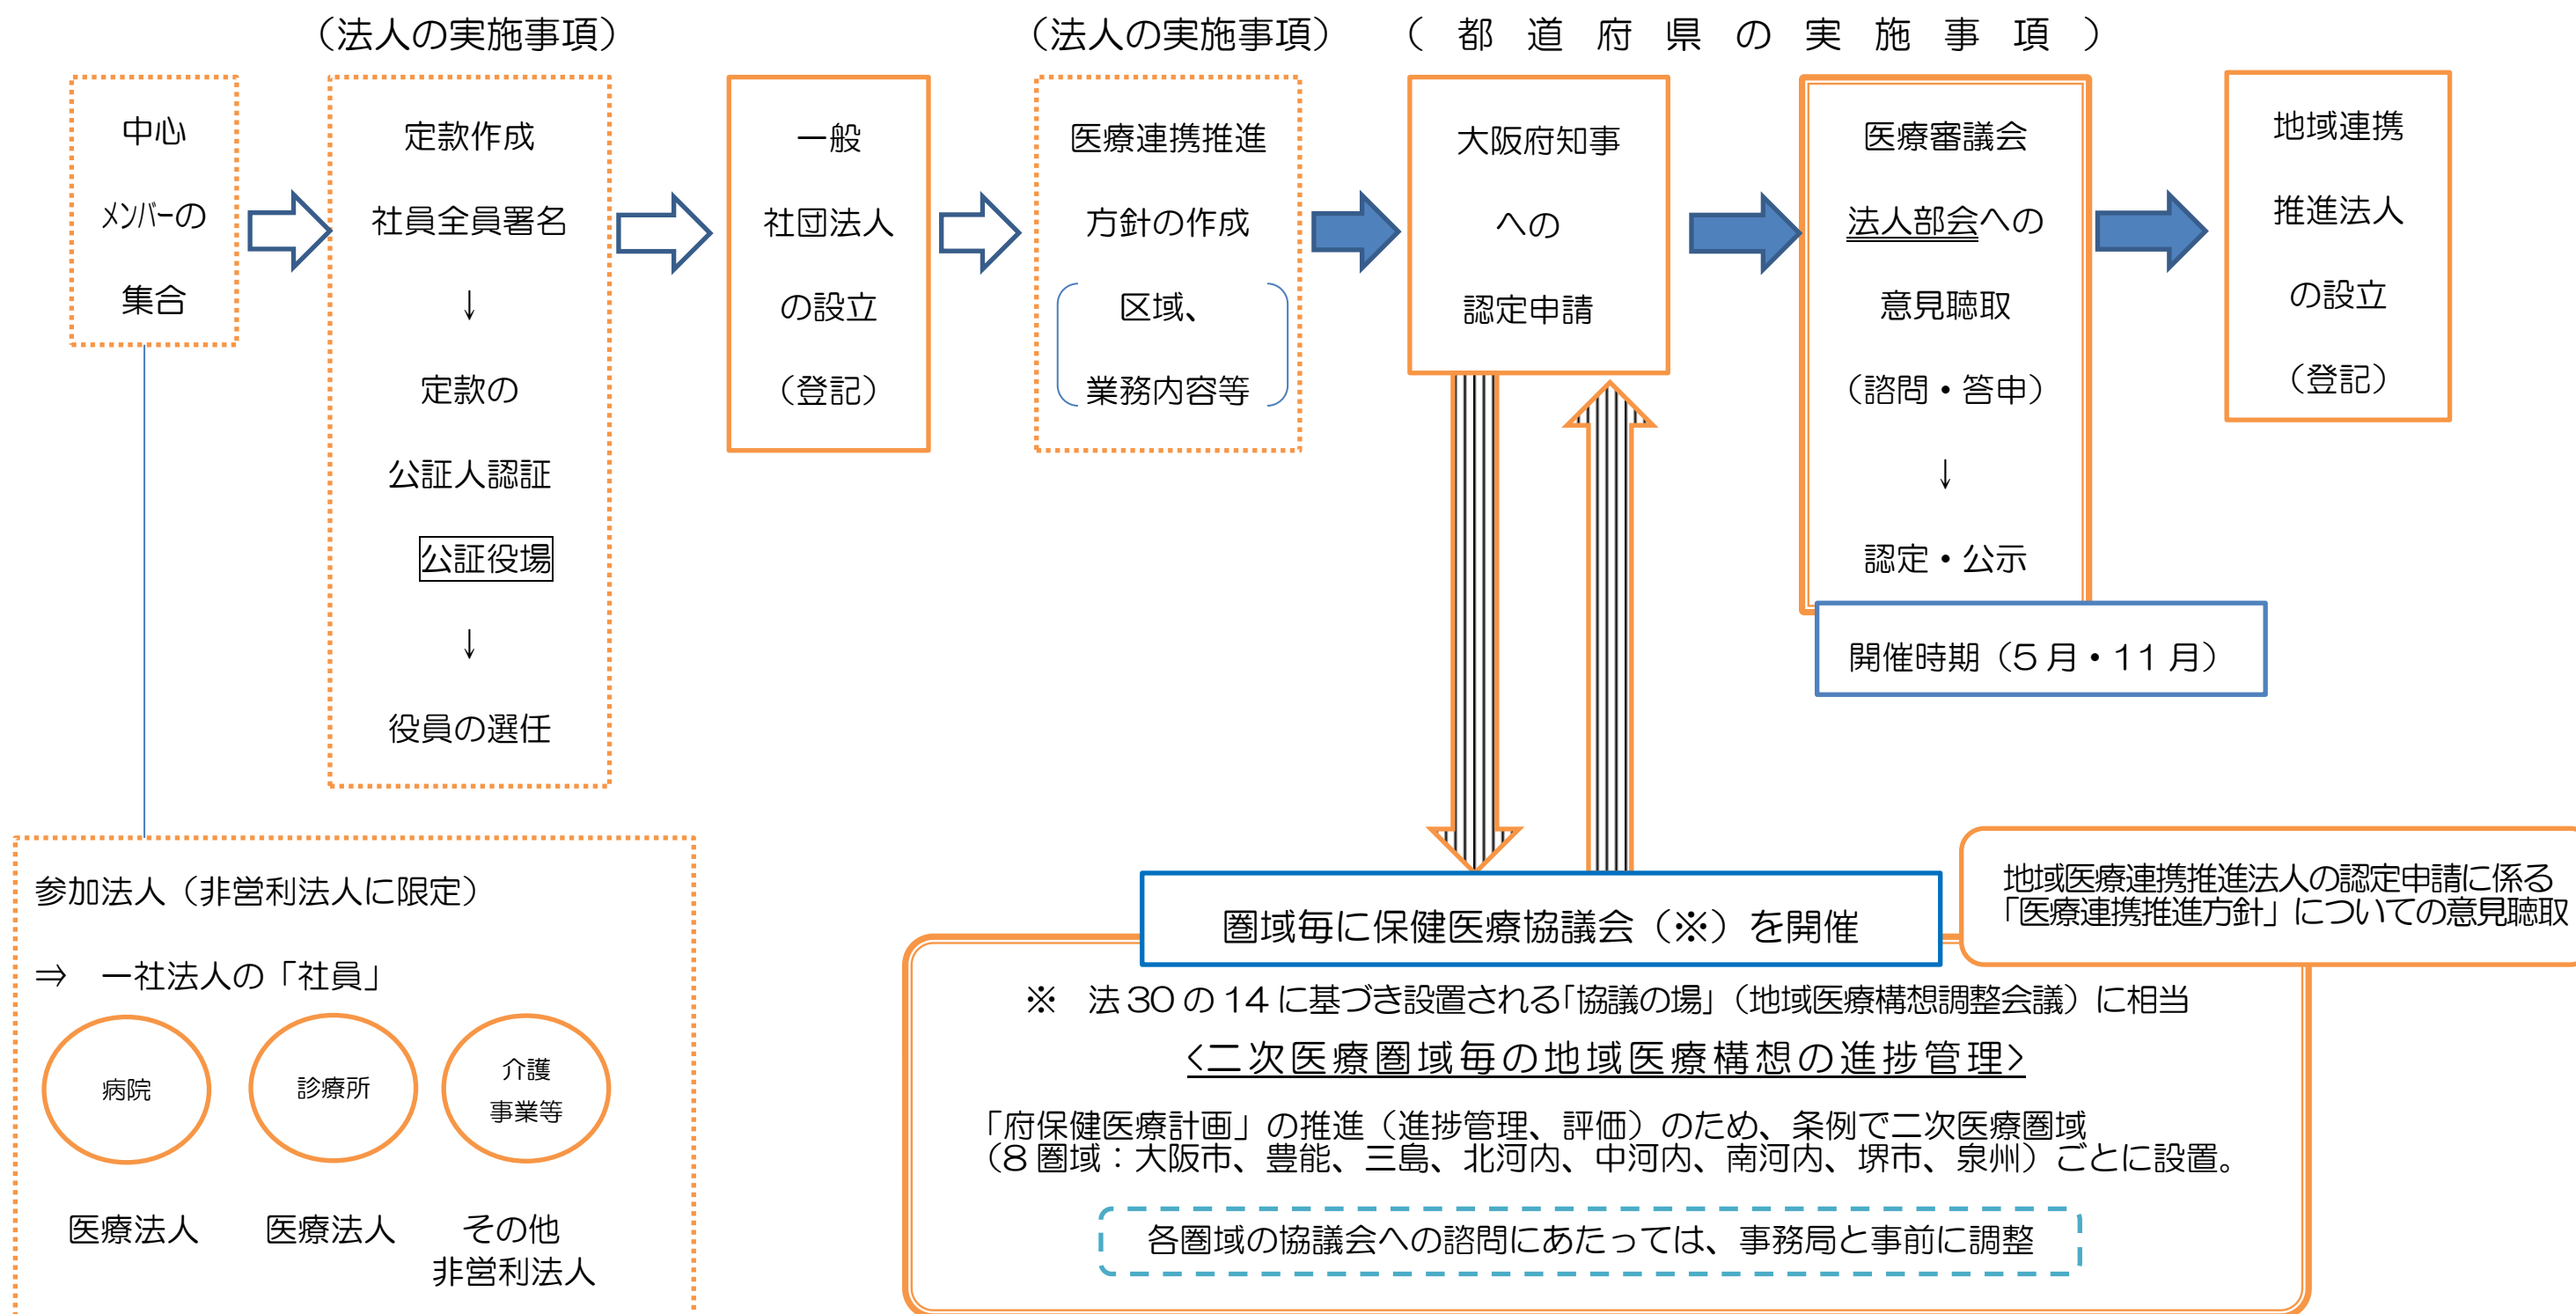 （法人の実施事項）
（法人の実施事項）
（都道府県の実施事項）
中心
メンバーの
集合
定款作成
社員全員署名
↓
定款の
公証人認証
公証役場
↓
役員の選任
一般
社団法人
の設立
（登記）
医療連携推進
方針の作成
区域、
業務内容等
大阪府知事
への
認定申請
医療審議会
法人部会への
意見聴取
（諮問・答申）
↓
認定・公示
開催時期（5月・11月）
地域連携
推進法人
の設立
（登記）
参加法人（非営利法人に限定）
⇒　一社法人の「社員」
病院
診療所
介護
事業等
医療法人
医療法人
その他
非営利法人
圏域毎に保健医療協議会（※）を開催
地域医療連携推進法人の認定申請に係る
「医療連携推進方針」についての意見聴取
※　法30の14に基づき設置される「協議の場」（地域医療構想調整会議）に相当
<二次医療圏域毎の地域医療構想の進捗管理>
「府保健医療計画」の推進（進捗管理、評価）のため、条例で二次医療圏域
（8圏域：大阪市、豊能、三島、北河内、中河内、南河内、堺市、泉州）ごとに設置。
各圏域の協議会への諮問にあたっては、事務局と事前に調整